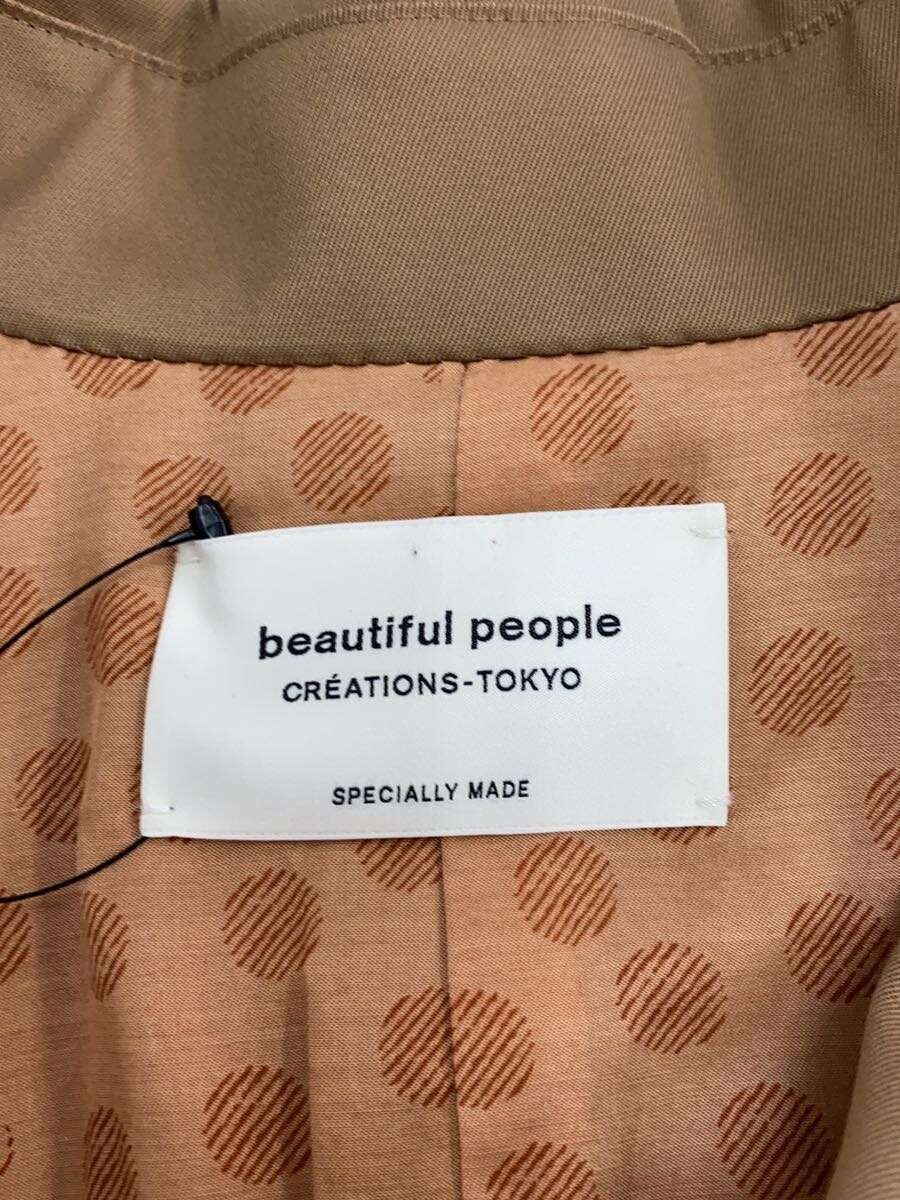 beautiful people
CRÉATIONS-TOKYO
SPECIALLY MADE